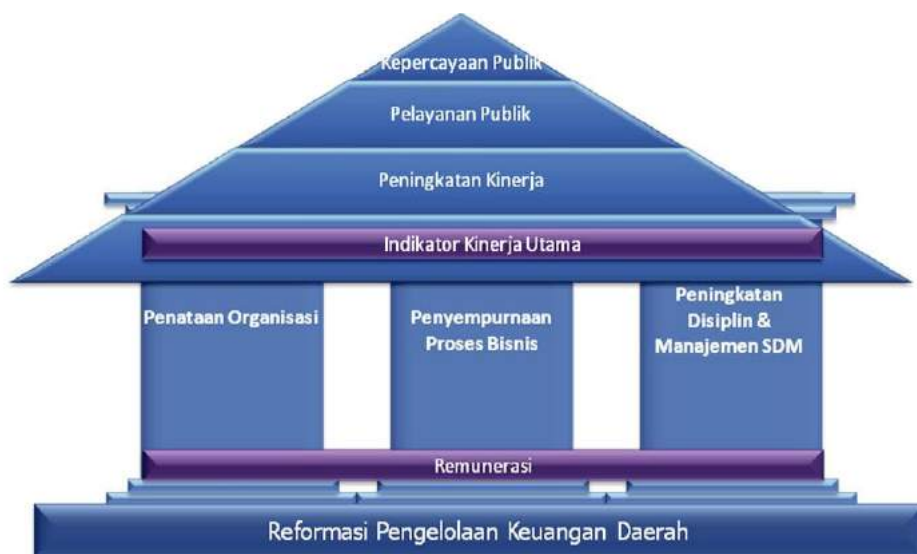 Kepercayaan Publik
Pelayanan Publik
Peningkatan Kinerja
Indikator Kinerja Utama
Penataan Organisasi
Penyempurnaan
Proses Bisnis
Peningkatan
Disiplin &
Manajemen SDM
Remunerasi
Reformasi Pengelolaan Keuangan Daerah